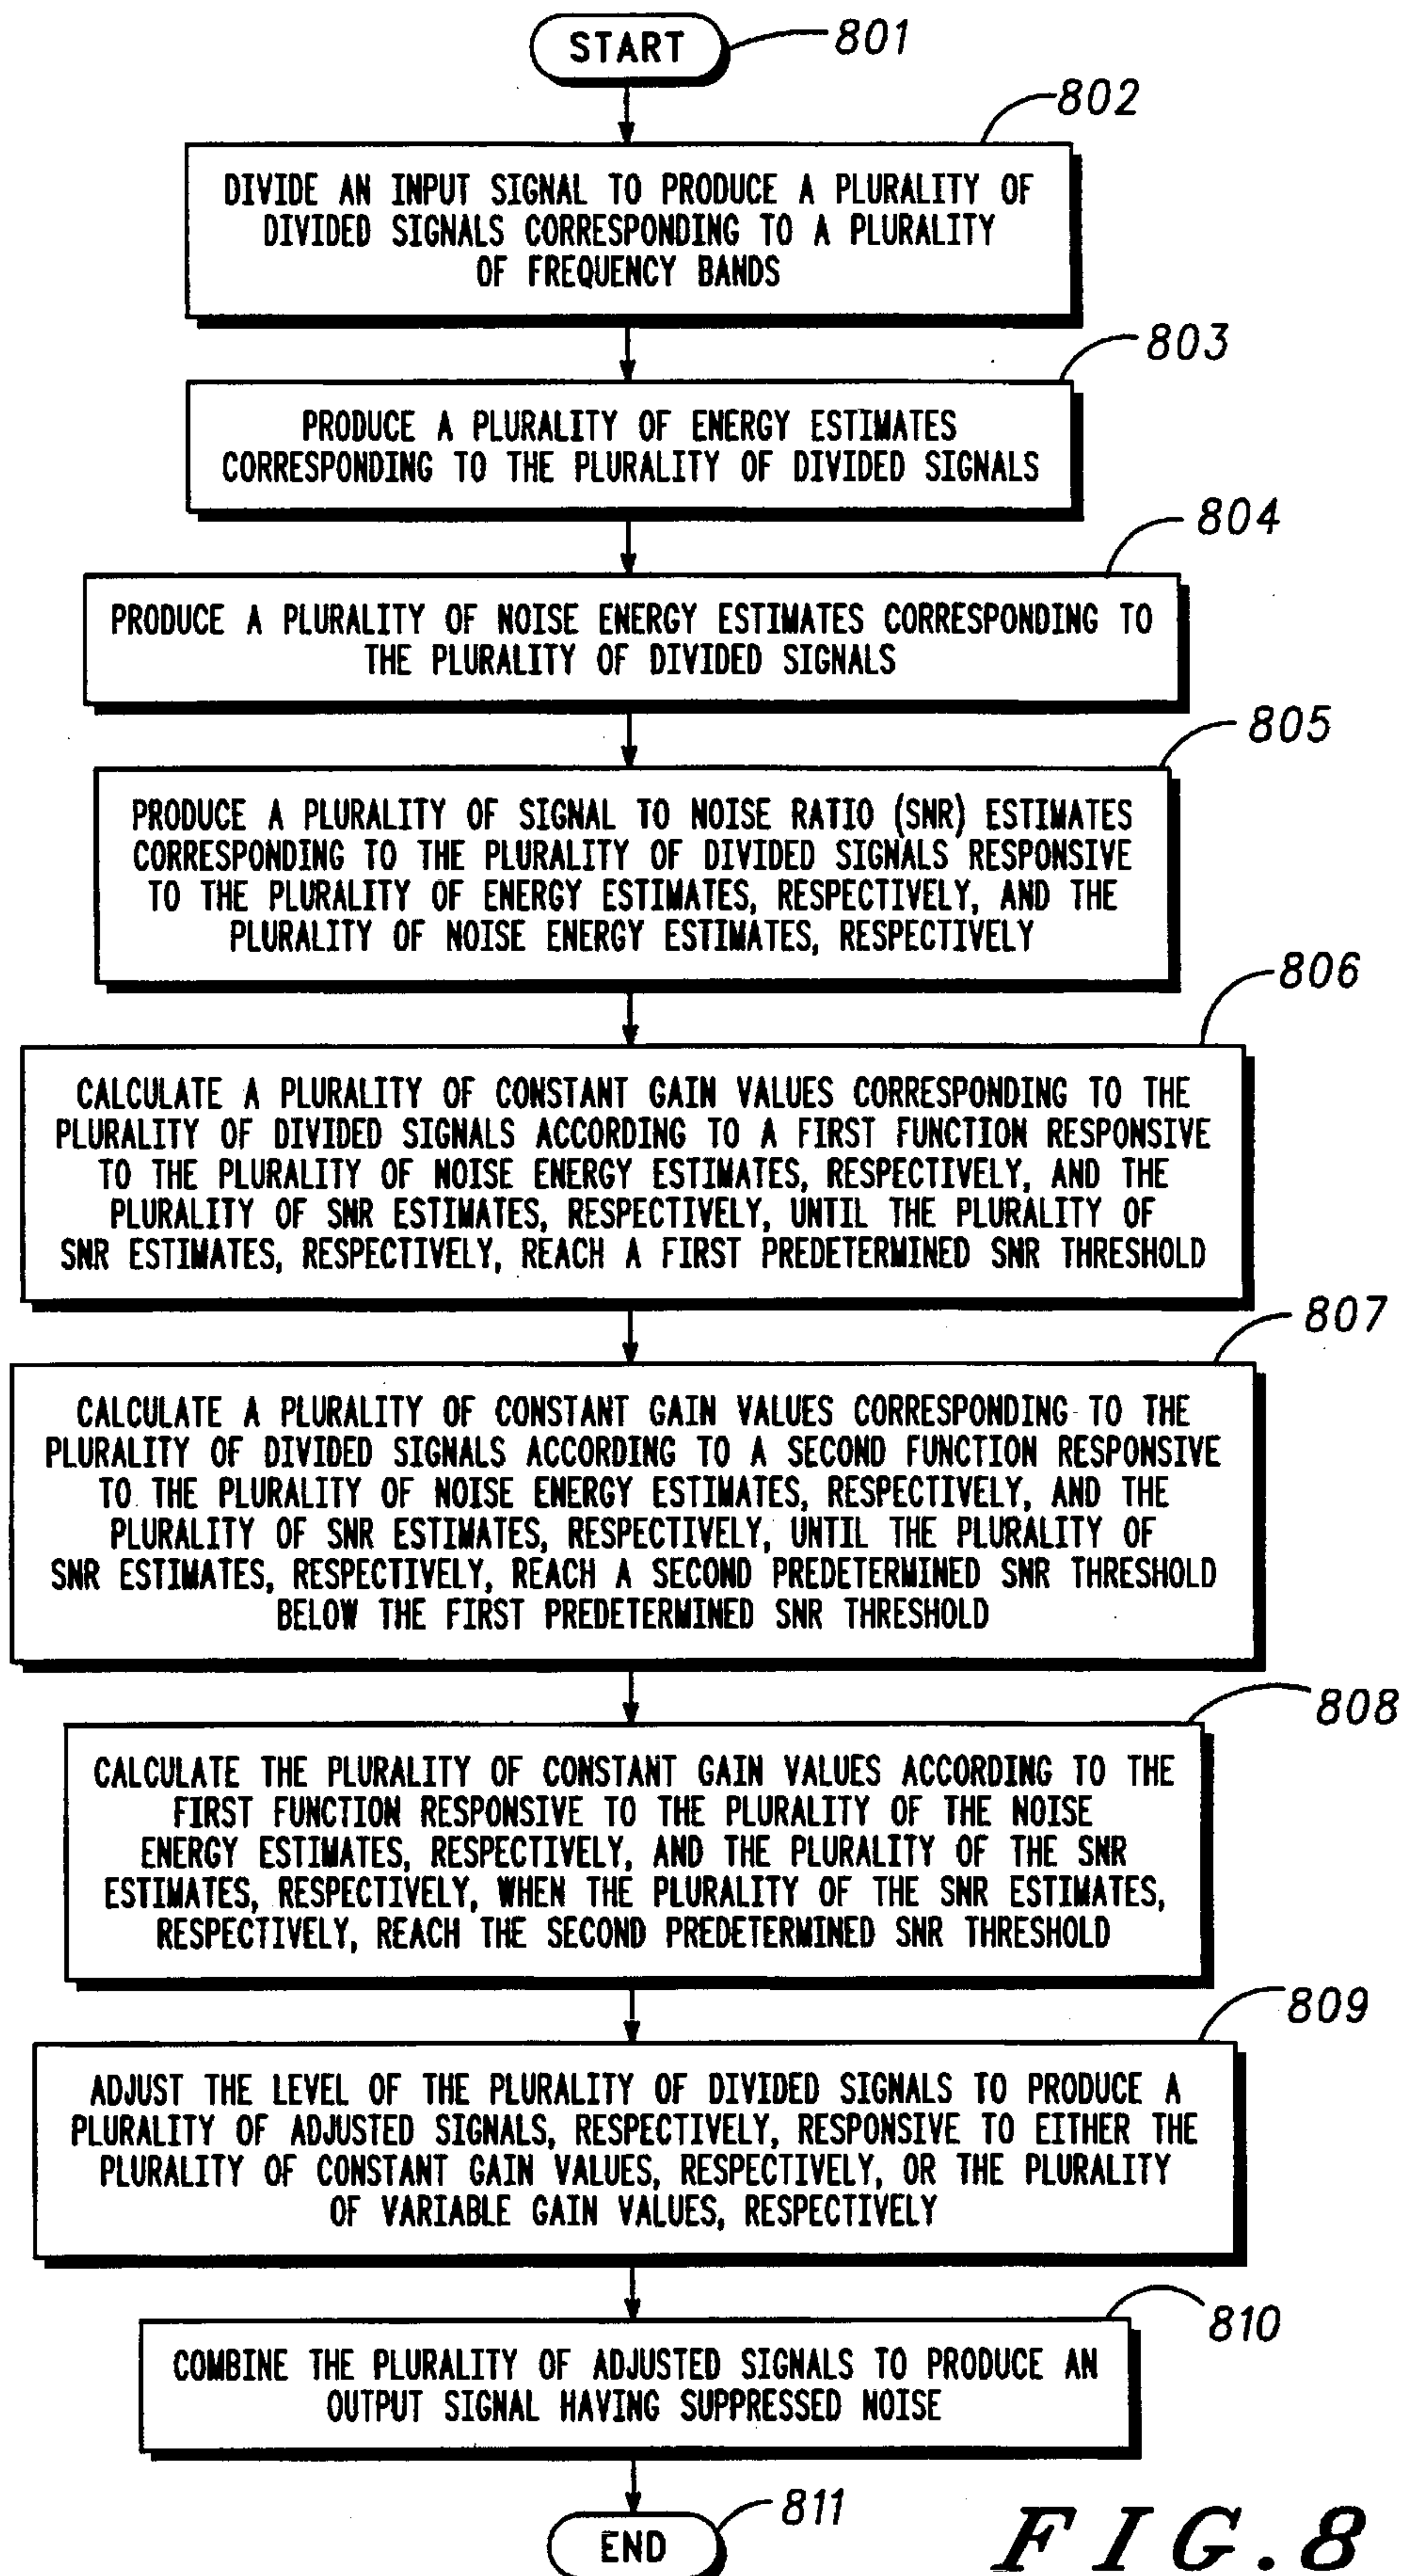 START
801
802
DIVIDE AN INPUT SIGNAL TO PRODUCE A PLURALITY OF
DIVIDED SIGNALS CORRESPONDING TO A PLURALITY
OF FREQUENCY BANDS
803
PRODUCE A PLURALITY OF ENERGY ESTIMATES
CORRESPONDING TO THE PLURALITY OF DIVIDED SIGNALS
804
PRODUCE A PLURALITY OF NOISE ENERGY ESTIMATES CORRESPONDING TO
THE PLURALITY OF DIVIDED SIGNALS
805
PRODUCE A PLURALITY OF SIGNAL TO NOISE RATIO (SNR) ESTIMATES
CORRESPONDING TO THE PLURALITY OF DIVIDED SIGNALS RESPONSIVE
TO THE PLURALITY OF ENERGY ESTIMATES, RESPECTIVELY, AND THE
PLURALITY OF NOISE ENERGY ESTIMATES, RESPECTIVELY
806
CALCULATE A PLURALITY OF CONSTANT GAIN VALUES CORRESPONDING TO THE
PLURALITY OF DIVIDED SIGNALS ACCORDING TO A FIRST FUNCTION RESPONSIVE
TO THE PLURALITY OF NOISE ENERGY ESTIMATES, RESPECTIVELY, AND THE
PLURALITY OF SNR ESTIMATES, RESPECTIVELY, UNTIL THE PLURALITY OF
SNR ESTIMATES, RESPECTIVELY, REACH A FIRST PREDETERMINED SNR THRESHOLD
807
CALCULATE A PLURALITY OF CONSTANT GAIN VALUES CORRESPONDING TO THE
PLURALITY OF DIVIDED SIGNALS ACCORDING TO A SECOND FUNCTION RESPONSIVE
TO THE PLURALITY OF NOISE ENERGY ESTIMATES, RESPECTIVELY, AND THE
PLURALITY OF SNR ESTIMATES, RESPECTIVELY, UNTIL THE PLURALITY OF
SNR ESTIMATES, RESPECTIVELY, REACH A SECOND PREDETERMINED SNR THRESHOLD
BELOW THE FIRST PREDETERMINED SNR THRESHOLD
808
CALCULATE THE PLURALITY OF CONSTANT GAIN VALUES ACCORDING TO THE
FIRST FUNCTION RESPONSIVE TO THE PLURALITY OF THE NOISE
ENERGY ESTIMATES, RESPECTIVELY, AND THE PLURALITY OF THE SNR
ESTIMATES, RESPECTIVELY, WHEN THE PLURALITY OF THE SNR ESTIMATES,
RESPECTIVELY, REACH THE SECOND PREDETERMINED SNR THRESHOLD
809
ADJUST THE LEVEL OF THE PLURALITY OF DIVIDED SIGNALS TO PRODUCE A
PLURALITY OF ADJUSTED SIGNALS, RESPECTIVELY, RESPONSIVE TO EITHER THE
PLURALITY OF CONSTANT GAIN VALUES, RESPECTIVELY, OR THE PLURALITY
OF VARIABLE GAIN VALUES, RESPECTIVELY
810
COMBINE THE PLURALITY OF ADJUSTED SIGNALS TO PRODUCE AN
OUTPUT SIGNAL HAVING SUPPRESSED NOISE
811
END
FIG.8